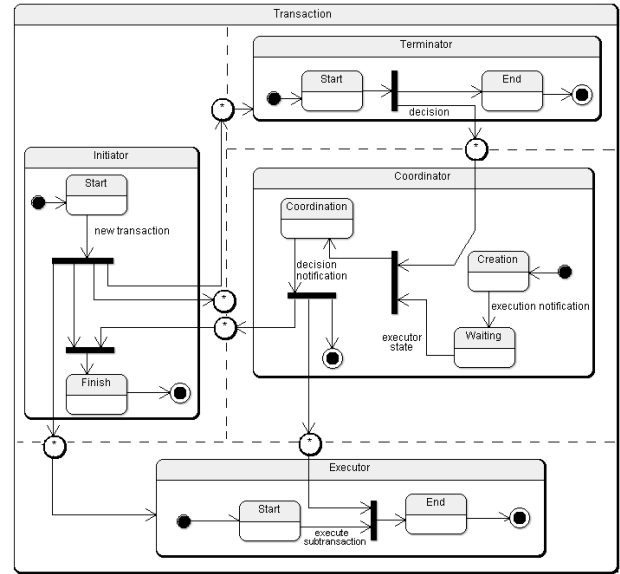 Transaction
Terminator
Start
End
*
decision
*
Initiator
Start
new transaction
*
*
Finish
Coordinator
Coordination
decision
notification
Creation
execution notification
Waiting
executor
state
*
*
Executor
Start
End
execute
subtransaction